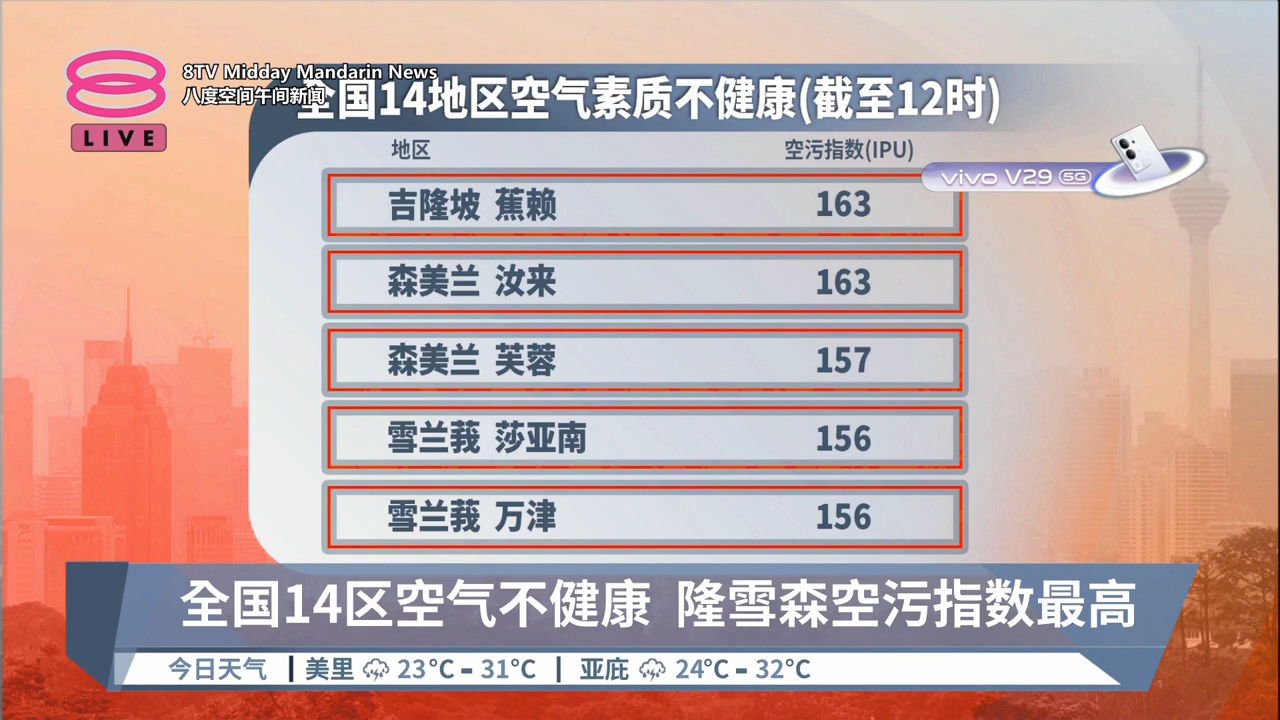 8TV Midday Mandarin News
八度空间午间新闻
LIVE
全国14地区空气素质不健康(截至12时)
地区 空污指数(IPU)
vivo V29 5G
吉隆坡 蕉赖 163
森美兰 汝来 163
森美兰 芙蓉 157
雪兰莪 莎亚南 156
雪兰莪 万津 156
全国14区空气不健康 隆雪森空污指数最高
今日天气 | 美里 23°C - 31°C | 亚庇 24°C - 32°C